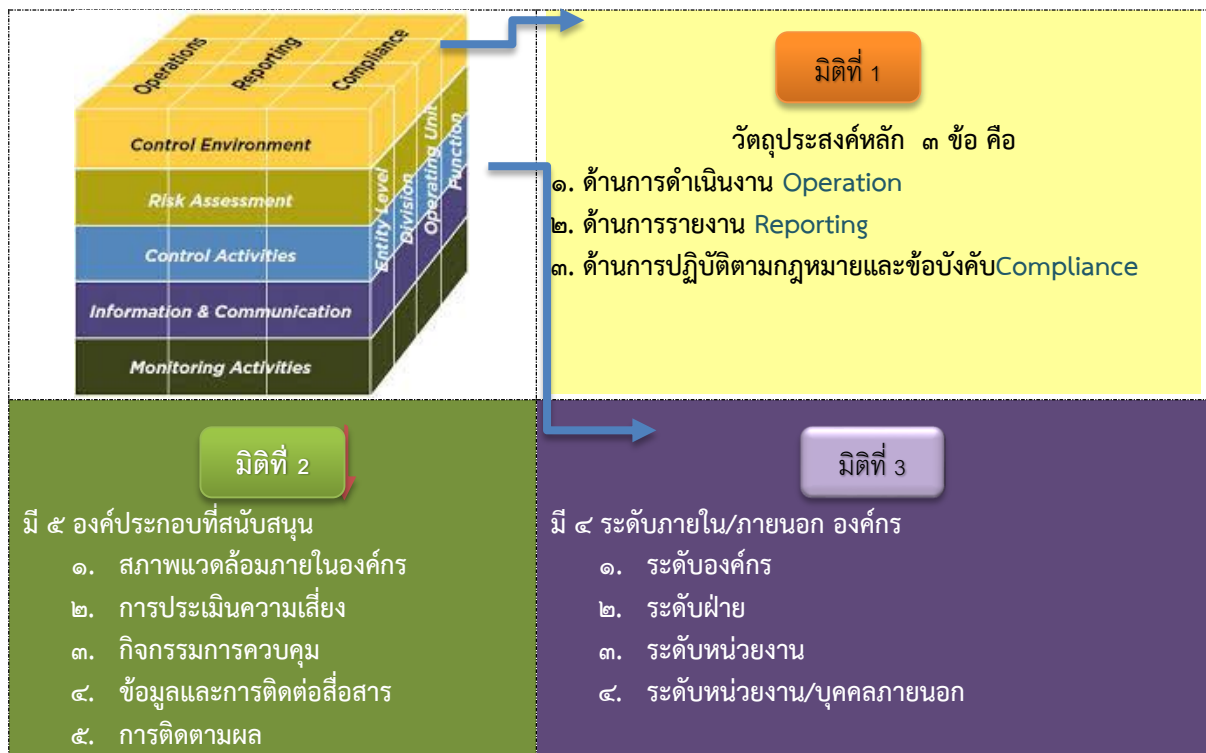 Operations
Reporting
Compliance
Control Environment
Risk Assessment
Control Activities
Information & Communication
Monitoring Activities
Entity Level
Division
Operating Unit
Function
มิติที่ 1
วัตถุประสงค์หลัก ๓ ข้อ คือ
๑. ด้านการดำเนินงาน Operation
๒. ด้านการรายงาน Reporting
๓. ด้านการปฏิบัติตามกฎหมายและข้อบังคับCompliance
มิติที่ 2
มี ๕ องค์ประกอบที่สนับสนุน
๑. สภาพแวดล้อมภายในองค์กร
๒. การประเมินความเสี่ยง
๓. กิจกรรมการควบคุม
๔. ข้อมูลและการติดต่อสื่อสาร
๕. การติดตามผล
มิติที่ 3
มี ๔ ระดับภายใน/ภายนอก องค์กร
๑. ระดับองค์กร
๒. ระดับฝ่าย
๓. ระดับหน่วยงาน
๔. ระดับหน่วยงาน/บุคคลภายนอก